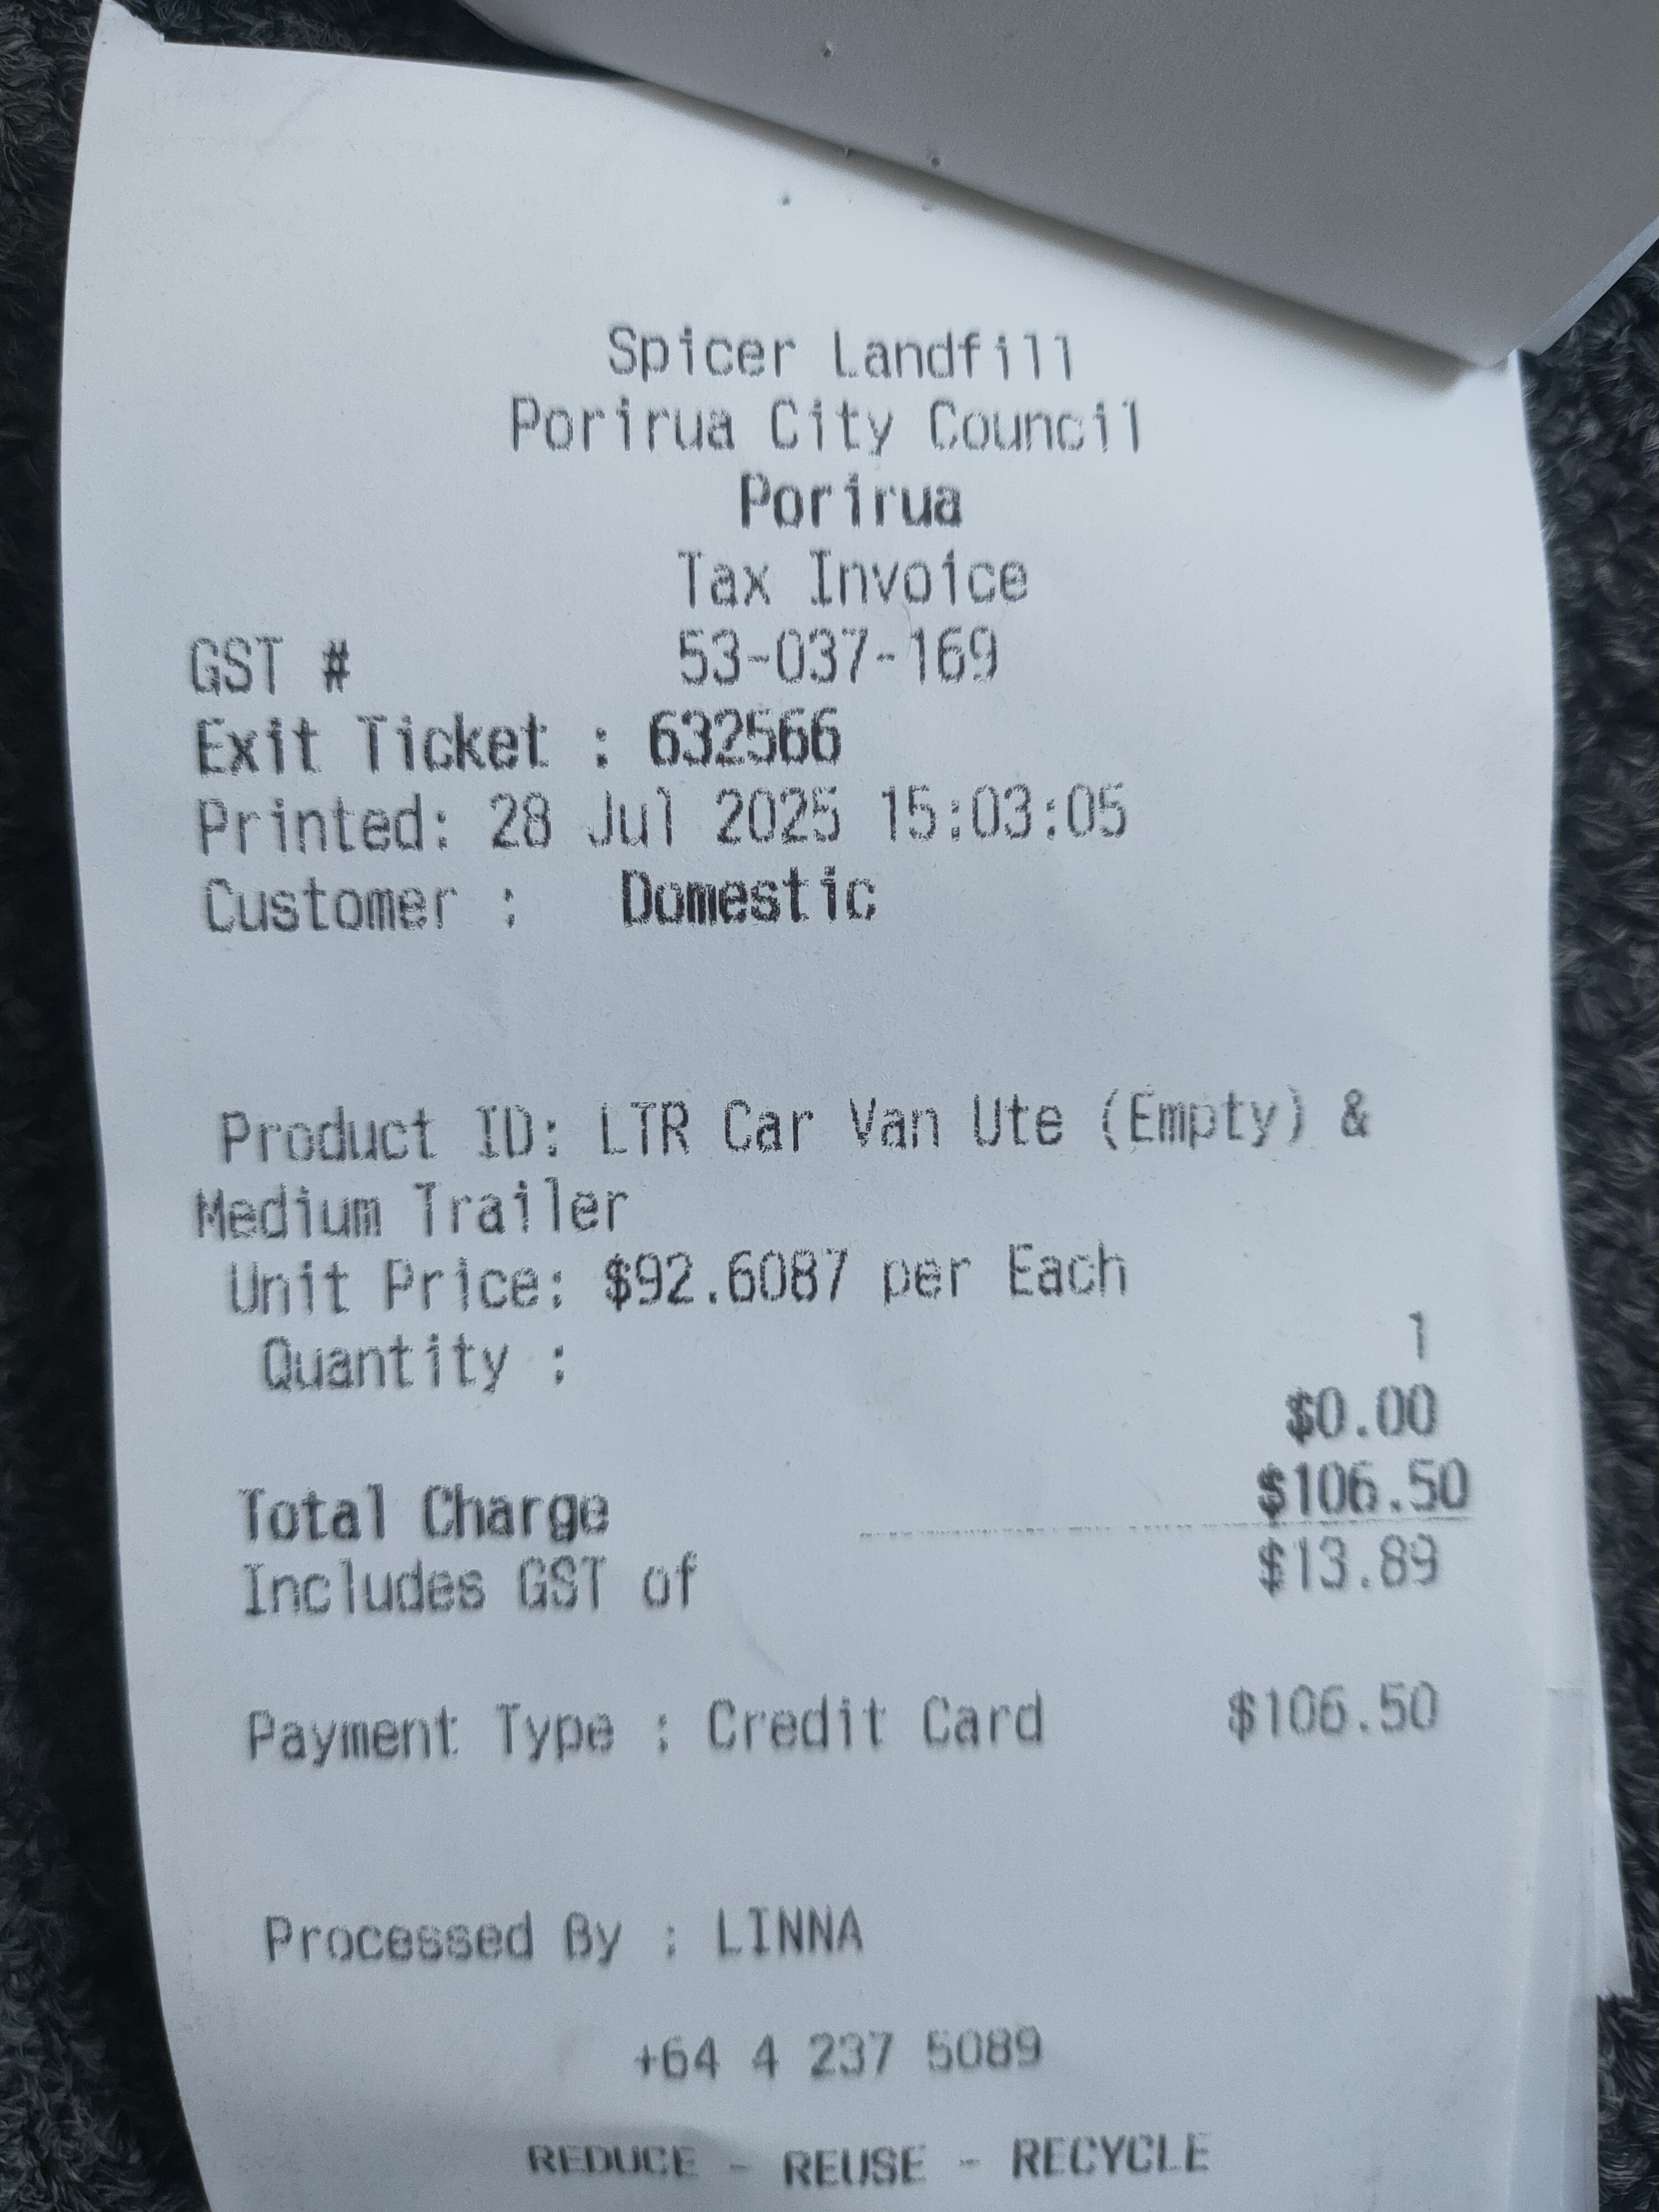 Spicer Landfill
Porirua City Council
Porirua
Tax Invoice
GST # 53-037-169
Exit Ticket : 632566
Printed: 28 Jul 2025 15:03:05
Customer : Domestic
Product ID: LTR Car Van Ute (Empty) &
Medium Trailer
Unit Price: $92.6087 per Each
Quantity : 1
$0.00
Total Charge $106.50
Includes GST of $13.89
Payment Type : Credit Card $106.50
Processed By : LINNA
+64 4 237 5089
REDUCE - REUSE - RECYCLE